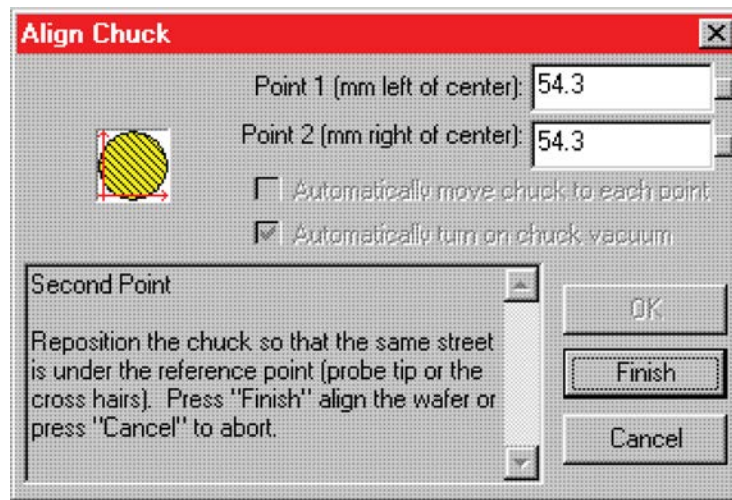 Align Chuck
Point 1 (mm left of center): 54.3
Point 2 (mm right of center): 54.3
Automatically move chuck to each point
Automatically turn on chuck vacuum
Second Point
Reposition the chuck so that the same street
is under the reference point (probe tip or the
cross hairs). Press "Finish" align the wafer or
press "Cancel" to abort.
OK
Finish
Cancel